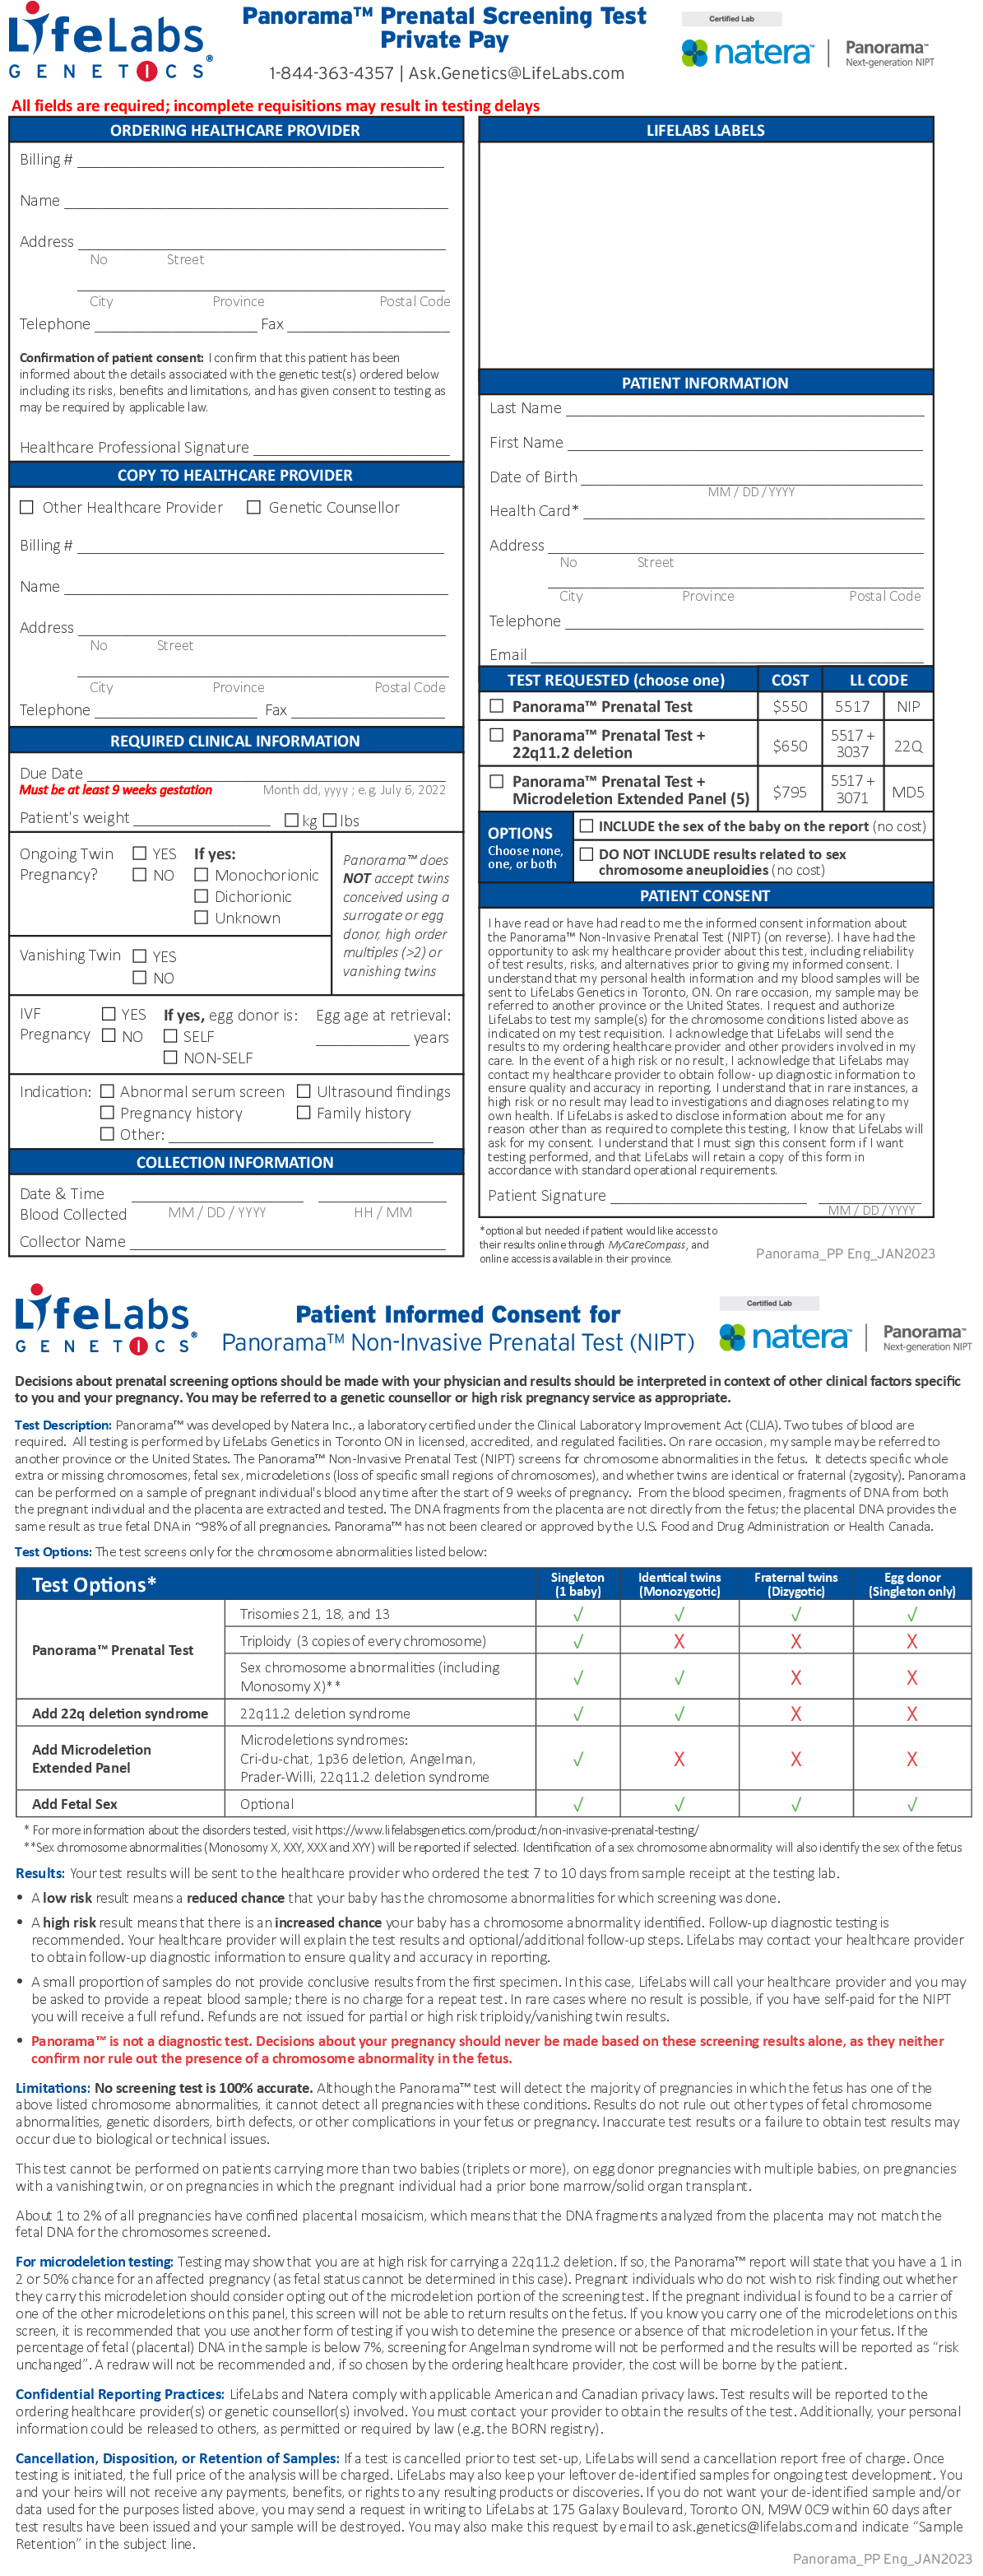 LifeLabs
GENETICS
Panorama™ Prenatal Screening Test
Private Pay
1-844-363-4357 | Ask.Genetics@LifeLabs.com
Certified Lab
natera™ | Panorama™
Next-generation NIPT
All fields are required; incomplete requisitions may result in testing delays
ORDERING HEALTHCARE PROVIDER
Billing #
Name
Address
No Street
City Province Postal Code
Telephone Fax
Confirmation of patient consent: I confirm that this patient has been
informed about the details associated with the genetic test(s) ordered below
including its risks, benefits and limitations, and has given consent to testing as
may be required by applicable law.
Healthcare Professional Signature
COPY TO HEALTHCARE PROVIDER
☐ Other Healthcare Provider ☐ Genetic Counsellor
Billing #
Name
Address
No Street
City Province Postal Code
Telephone Fax
REQUIRED CLINICAL INFORMATION
Due Date
Must be at least 9 weeks gestation Month dd, yyyy ; e.g. July 6, 2022
Patient's weight ☐ kg ☐ lbs
Ongoing Twin ☐ YES If yes:
Pregnancy? ☐ NO ☐ Monochorionic
☐ Dichorionic
☐ Unknown
Vanishing Twin ☐ YES
☐ NO
Panorama™ does
NOT accept twins
conceived using a
surrogate or egg
donor, high order
multiples (>2) or
vanishing twins
IVF ☐ YES If yes, egg donor is: Egg age at retrieval:
Pregnancy ☐ NO ☐ SELF years
☐ NON-SELF
Indication: ☐ Abnormal serum screen ☐ Ultrasound findings
☐ Pregnancy history ☐ Family history
☐ Other:
COLLECTION INFORMATION
Date & Time
Blood Collected MM / DD / YYYY HH / MM
Collector Name
LIFELABS LABELS
PATIENT INFORMATION
Last Name
First Name
Date of Birth
MM / DD / YYYY
Health Card*
Address
No Street
City Province Postal Code
Telephone
Email
TEST REQUESTED (choose one) COST LL CODE
☐ Panorama™ Prenatal Test $550 5517 NIP
☐ Panorama™ Prenatal Test +
22q11.2 deletion $650 5517 + 3037 22Q
☐ Panorama™ Prenatal Test +
Microdeletion Extended Panel (5) $795 5517 + 3071 MD5
OPTIONS
Choose none,
one, or both
☐ INCLUDE the sex of the baby on the report (no cost)
☐ DO NOT INCLUDE results related to sex
chromosome aneuploidies (no cost)
PATIENT CONSENT
I have read or have had read to me the informed consent information about
the Panorama™ Non-Invasive Prenatal Test (NIPT) (on reverse). I have had the
opportunity to ask my healthcare provider about this test, including reliability
of test results, risks, and alternatives prior to giving my informed consent. I
understand that my personal health information and my blood samples will be
sent to LifeLabs Genetics in Toronto, ON. On rare occasion, my sample may be
referred to another province or the United States. I request and authorize
LifeLabs to test my sample(s) for the chromosome conditions listed above as
indicated on my test requisition. I acknowledge that LifeLabs will send the
results to my ordering healthcare provider and other providers involved in my
care. In the event of a high risk or no result, I acknowledge that LifeLabs may
contact my healthcare provider to obtain follow- up diagnostic information to
ensure quality and accuracy in reporting. I understand that in rare instances, a
high risk or no result may lead to investigations and diagnoses relating to my
own health. If LifeLabs is asked to disclose information about me for any
reason other than as required to complete this testing, I know that LifeLabs will
ask for my consent. I understand that I must sign this consent form if I want
testing performed, and that LifeLabs will retain a copy of this form in
accordance with standard operational requirements.
Patient Signature
MM / DD / YYYY
*optional but needed if patient would like access to
their results online through MyCareCompass, and
online access is available in their province.
Panorama_PP Eng_JAN2023
LifeLabs
GENETICS
Patient Informed Consent for
Panorama™ Non-Invasive Prenatal Test (NIPT)
Certified Lab
natera™ | Panorama™
Next-generation NIPT
Decisions about prenatal screening options should be made with your physician and results should be interpreted in context of other clinical factors specific
to you and your pregnancy. You may be referred to a genetic counsellor or high risk pregnancy service as appropriate.
Test Description: Panorama™ was developed by Natera Inc., a laboratory certified under the Clinical Laboratory Improvement Act (CLIA). Two tubes of blood are
required. All testing is performed by LifeLabs Genetics in Toronto ON in licensed, accredited, and regulated facilities. On rare occasion, my sample may be referred to
another province or the United States. The Panorama™ Non-Invasive Prenatal Test (NIPT) screens for chromosome abnormalities in the fetus. It detects specific whole
extra or missing chromosomes, fetal sex, microdeletions (loss of specific small regions of chromosomes), and whether twins are identical or fraternal (zygosity). Panorama
can be performed on a sample of pregnant individual's blood any time after the start of 9 weeks of pregnancy. From the blood specimen, fragments of DNA from both
the pregnant individual and the placenta are extracted and tested. The DNA fragments from the placenta are not directly from the fetus; the placental DNA provides the
same result as true fetal DNA in ~98% of all pregnancies. Panorama™ has not been cleared or approved by the U.S. Food and Drug Administration or Health Canada.
Test Options: The test screens only for the chromosome abnormalities listed below:
Test Options* Singleton (1 baby) Identical twins (Monozygotic) Fraternal twins (Dizygotic) Egg donor (Singleton only)
Panorama™ Prenatal Test
Trisomies 21, 18, and 13 √ √ √ √
Triploidy (3 copies of every chromosome) √ X X X
Sex chromosome abnormalities (including
Monosomy X)** √ √ X X
Add 22q deletion syndrome 22q11.2 deletion syndrome √ √ X X
Add Microdeletion
Extended Panel
Microdeletions syndromes:
Cri-du-chat, 1p36 deletion, Angelman,
Prader-Willi, 22q11.2 deletion syndrome √ X X X
Add Fetal Sex Optional √ √ √ √
* For more information about the disorders tested, visit https://www.lifelabsgenetics.com/product/non-invasive-prenatal-testing/
**Sex chromosome abnormalities (Monosomy X, XXY, XXX and XYY) will be reported if selected. Identification of a sex chromosome abnormality will also identify the sex of the fetus
Results: Your test results will be sent to the healthcare provider who ordered the test 7 to 10 days from sample receipt at the testing lab.
• A low risk result means a reduced chance that your baby has the chromosome abnormalities for which screening was done.
• A high risk result means that there is an increased chance your baby has a chromosome abnormality identified. Follow-up diagnostic testing is
recommended. Your healthcare provider will explain the test results and optional/additional follow-up steps. LifeLabs may contact your healthcare provider
to obtain follow-up diagnostic information to ensure quality and accuracy in reporting.
• A small proportion of samples do not provide conclusive results from the first specimen. In this case, LifeLabs will call your healthcare provider and you may
be asked to provide a repeat blood sample; there is no charge for a repeat test. In rare cases where no result is possible, if you have self-paid for the NIPT
you will receive a full refund. Refunds are not issued for partial or high risk triploidy/vanishing twin results.
• Panorama™ is not a diagnostic test. Decisions about your pregnancy should never be made based on these screening results alone, as they neither
confirm nor rule out the presence of a chromosome abnormality in the fetus.
Limitations: No screening test is 100% accurate. Although the Panorama™ test will detect the majority of pregnancies in which the fetus has one of the
above listed chromosome abnormalities, it cannot detect all pregnancies with these conditions. Results do not rule out other types of fetal chromosome
abnormalities, genetic disorders, birth defects, or other complications in your fetus or pregnancy. Inaccurate test results or a failure to obtain test results may
occur due to biological or technical issues.
This test cannot be performed on patients carrying more than two babies (triplets or more), on egg donor pregnancies with multiple babies, on pregnancies
with a vanishing twin, or on pregnancies in which the pregnant individual had a prior bone marrow/solid organ transplant.
About 1 to 2% of all pregnancies have confined placental mosaicism, which means that the DNA fragments analyzed from the placenta may not match the
fetal DNA for the chromosomes screened.
For microdeletion testing: Testing may show that you are at high risk for carrying a 22q11.2 deletion. If so, the Panorama™ report will state that you have a 1 in
2 or 50% chance for an affected pregnancy (as fetal status cannot be determined in this case). Pregnant individuals who do not wish to risk finding out whether
they carry this microdeletion should consider opting out of the microdeletion portion of the screening test. If the pregnant individual is found to be a carrier of
one of the other microdeletions on this panel, this screen will not be able to return results on the fetus. If you know you carry one of the microdeletions on this
screen, it is recommended that you use another form of testing if you wish to detemine the presence or absence of that microdeletion in your fetus. If the
percentage of fetal (placental) DNA in the sample is below 7%, screening for Angelman syndrome will not be performed and the results will be reported as “risk
unchanged”. A redraw will not be recommended and, if so chosen by the ordering healthcare provider, the cost will be borne by the patient.
Confidential Reporting Practices: LifeLabs and Natera comply with applicable American and Canadian privacy laws. Test results will be reported to the
ordering healthcare provider(s) or genetic counsellor(s) involved. You must contact your provider to obtain the results of the test. Additionally, your personal
information could be released to others, as permitted or required by law (e.g. the BORN registry).
Cancellation, Disposition, or Retention of Samples: If a test is cancelled prior to test set-up, LifeLabs will send a cancellation report free of charge. Once
testing is initiated, the full price of the analysis will be charged. LifeLabs may also keep your leftover de-identified samples for ongoing test development. You
and your heirs will not receive any payments, benefits, or rights to any resulting products or discoveries. If you do not want your de-identified sample and/or
data used for the purposes listed above, you may send a request in writing to LifeLabs at 175 Galaxy Boulevard, Toronto ON, M9W 0C9 within 60 days after
test results have been issued and your sample will be destroyed. You may also make this request by email to ask.genetics@lifelabs.com and indicate “Sample
Retention” in the subject line.
Panorama_PP Eng_JAN2023